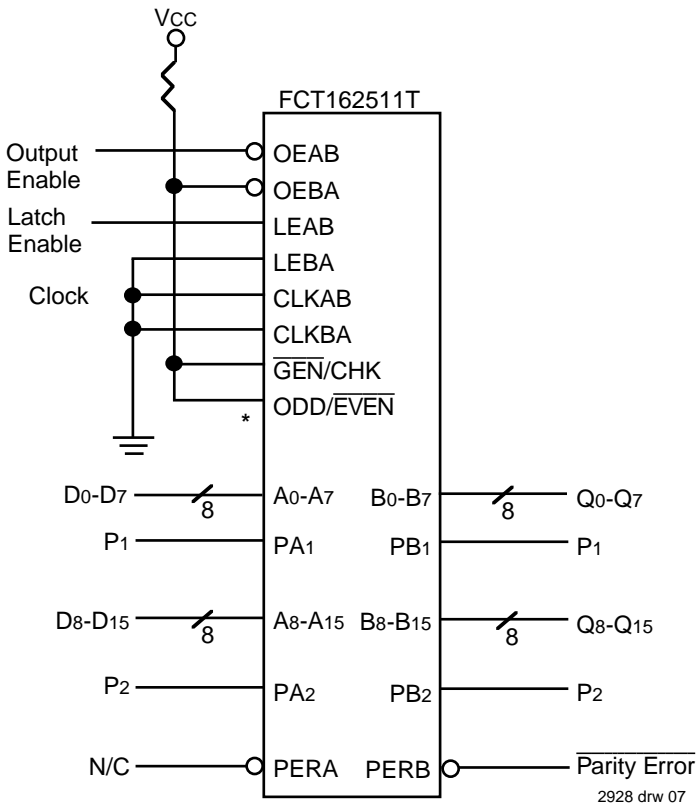 VCC
FCT162511T
Output
Enable
OEAB
OEBA
Latch
Enable
LEAB
LEBA
Clock
CLKAB
CLKBA
GEN/CHK
ODD/EVEN
*
D0-D7 8 A0-A7 B0-B7 8 Q0-Q7
P1 PA1 PB1 P1
D8-D15 8 A8-A15 B8-B15 8 Q8-Q15
P2 PA2 PB2 P2
N/C PERA PERB Parity Error
2928 drw 07